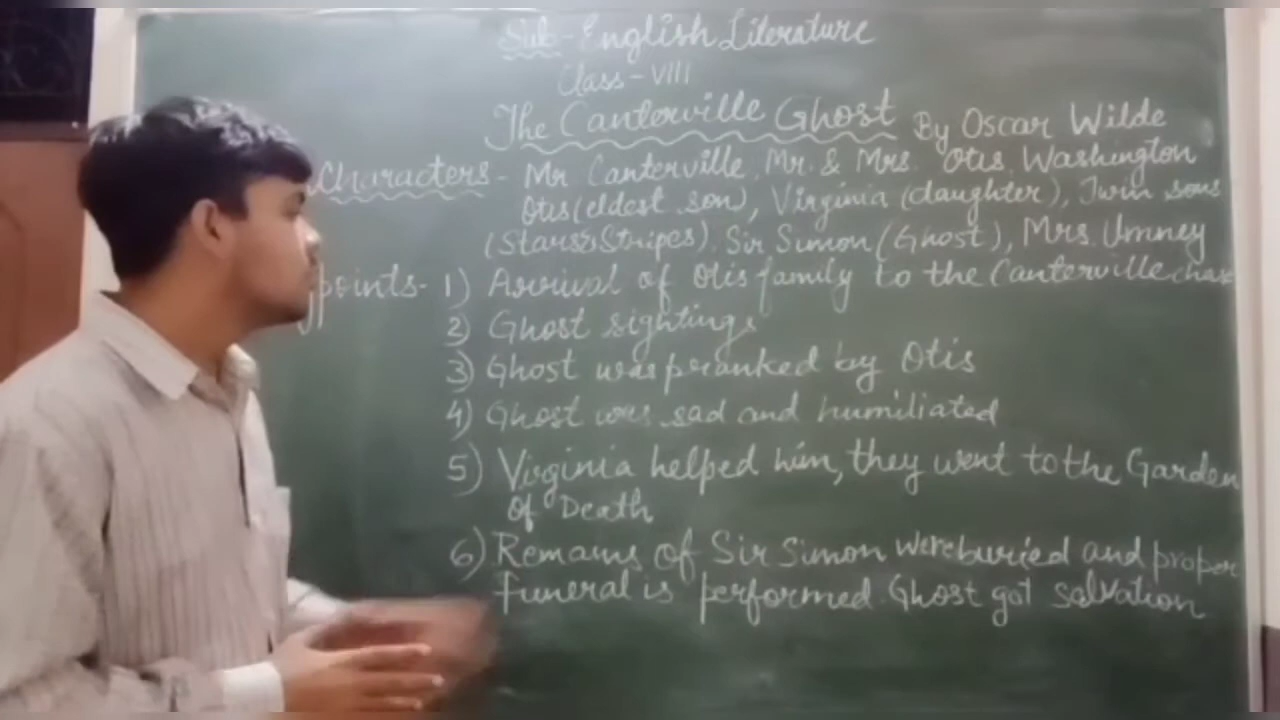 Sub - English Literature
Class - VIII
The Canterville Ghost By Oscar Wilde
Characters - Mr Canterville, Mr. & Mrs. Otis, Washington
Otis (eldest son), Virginia (daughter), Twin sons
(Stars & Stripes), Sir Simon (Ghost), Mrs. Umney
points - 1) Arrival of Otis family to the Canterville chase
2) Ghost sightings
3) Ghost was pranked by Otis
4) Ghost was sad and humiliated
5) Virginia helped him, they went to the Garden
of Death
6) Remains of Sir Simon were buried and proper
funeral is performed. Ghost got salvation